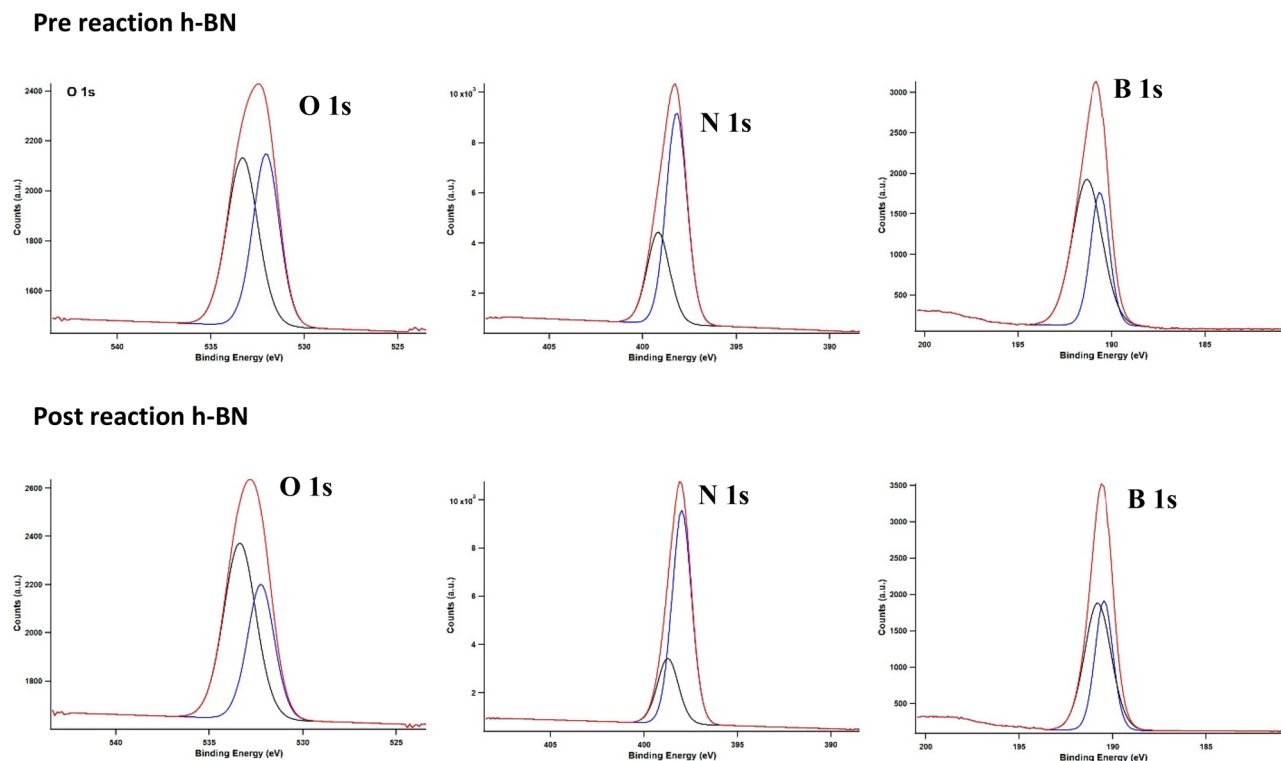 Pre reaction h-BN
O 1s
O 1s
2400
2200
2000
1800
1600
Counts (a.u.)
540
535
530
525
Binding Energy (eV)
N 1s
10 x10³
8
6
4
2
Counts (a.u.)
405
400
395
390
Binding Energy (eV)
B 1s
3000
2500
2000
1500
1000
500
Counts (a.u.)
200
195
190
185
Binding Energy (eV)
Post reaction h-BN
O 1s
2600
2400
2200
2000
1800
Counts (a.u.)
540
535
530
525
Binding Energy (eV)
N 1s
10 x10³
8
6
4
2
Counts (a.u.)
405
400
395
390
Binding Energy (eV)
B 1s
3500
3000
2500
2000
1500
1000
500
Counts (a.u.)
200
195
190
185
Binding Energy (eV)